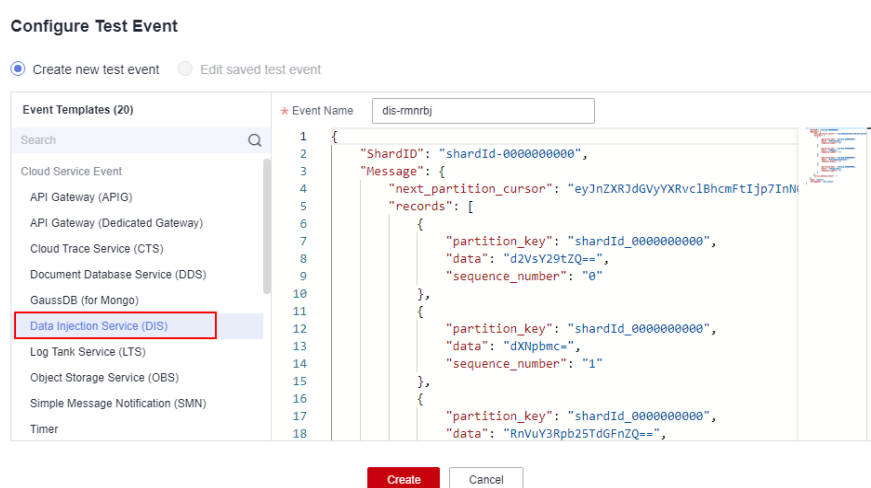 Configure Test Event
Create new test event Edit saved test event
Event Templates (20)
Search
Cloud Service Event
API Gateway (APIG)
API Gateway (Dedicated Gateway)
Cloud Trace Service (CTS)
Document Database Service (DDS)
GaussDB (for Mongo)
Data Injection Service (DIS)
Log Tank Service (LTS)
Object Storage Service (OBS)
Simple Message Notification (SMN)
Timer
* Event Name dis-rmnrbj
1 {
2 "ShardID": "shardId-0000000000",
3 "Message": {
4 "next_partition_cursor": "eyJnZXRJdGVyYXRvclBhcmFtIjp7InN
5 "records": [
6 {
7 "partition_key": "shardId_0000000000",
8 "data": "d2VsY29tZQ==",
9 "sequence_number": "0"
10 },
11 {
12 "partition_key": "shardId_0000000000",
13 "data": "dXNpbmc=",
14 "sequence_number": "1"
15 },
16 {
17 "partition_key": "shardId_0000000000",
18 "data": "RnVuY3Rpb25TdGFnZQ==",
Create Cancel